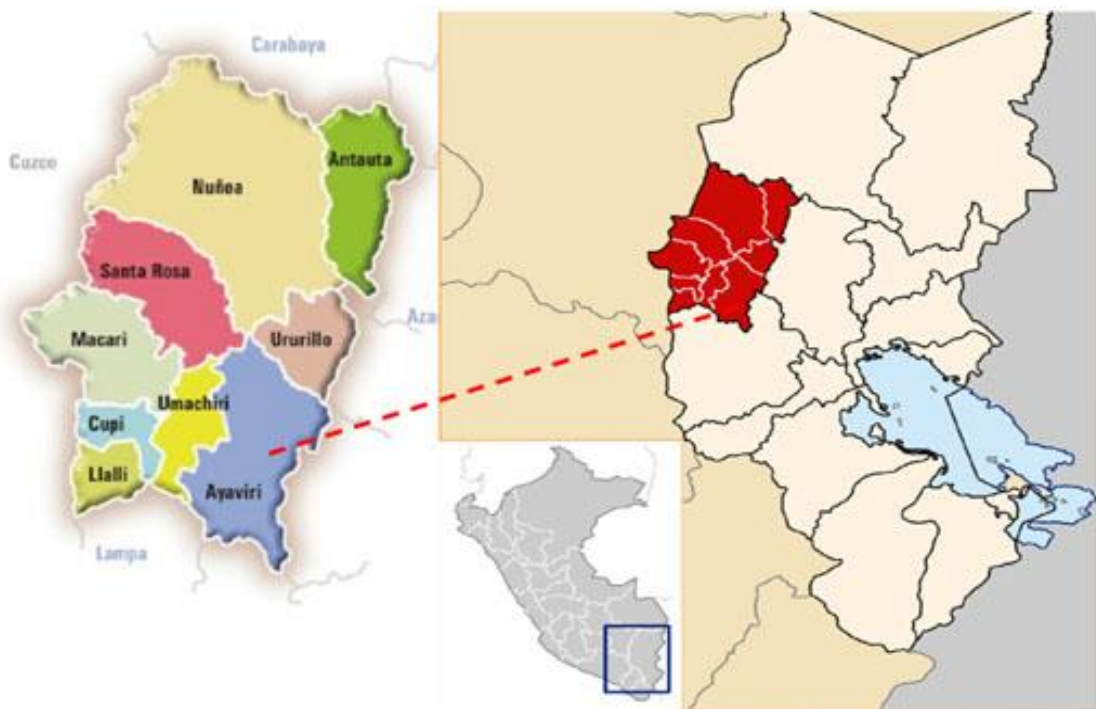 Carabaya
Cuzco
Antauta
Nuñoa
Santa Rosa
Macari
Ururillo
Aza
Umachiri
Cupi
Llalli
Ayaviri
Lampa